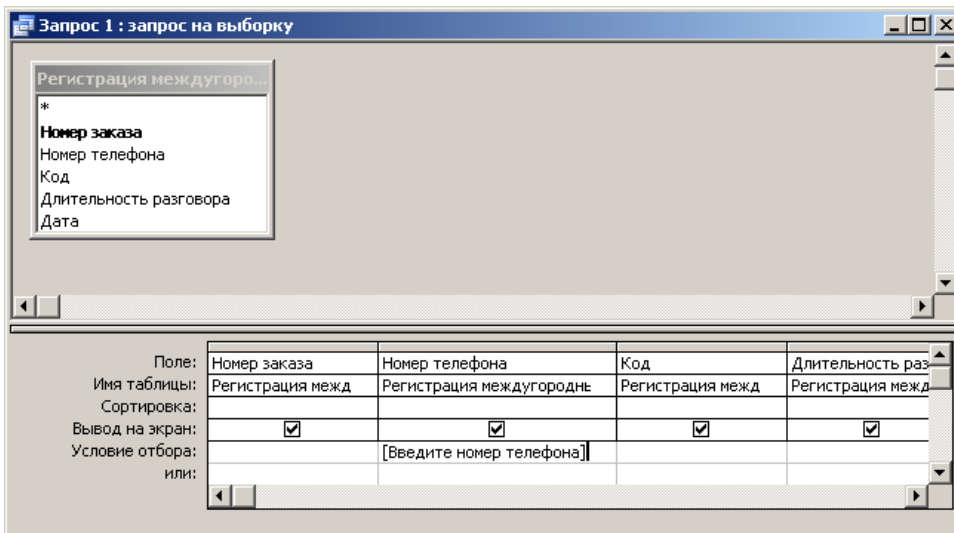 Запрос 1 : запрос на выборку
Регистрация междугоро...
*
Номер заказа
Номер телефона
Код
Длительность разговора
Дата
Поле: Номер заказа Номер телефона Код Длительность раз
Имя таблицы: Регистрация межд Регистрация междугороднь Регистрация межд Регистрация межд
Сортировка:
Вывод на экран:
Условие отбора: [Введите номер телефона]
или: